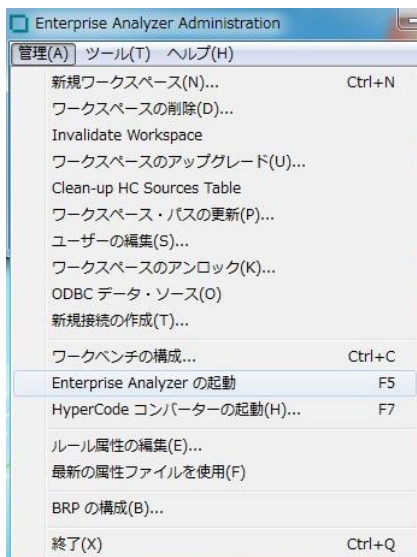 Enterprise Analyzer Administration
管理(A) ツール(T) ヘルプ(H)
新規ワークスペース(N)... Ctrl+N
ワークスペースの削除(D)...
Invalidate Workspace
ワークスペースのアップグレード(U)...
Clean-up HC Sources Table
ワークスペース・パスの更新(P)...
ユーザーの編集(S)...
ワークスペースのアンロック(K)...
ODBC データ・ソース(O)
新規接続の作成(T)...
ワークベンチの構成... Ctrl+C
Enterprise Analyzer の起動 F5
HyperCode コンバーターの起動(H)... F7
ルール属性の編集(E)...
最新の属性ファイルを使用(F)
BRP の構成(B)...
終了(X) Ctrl+Q